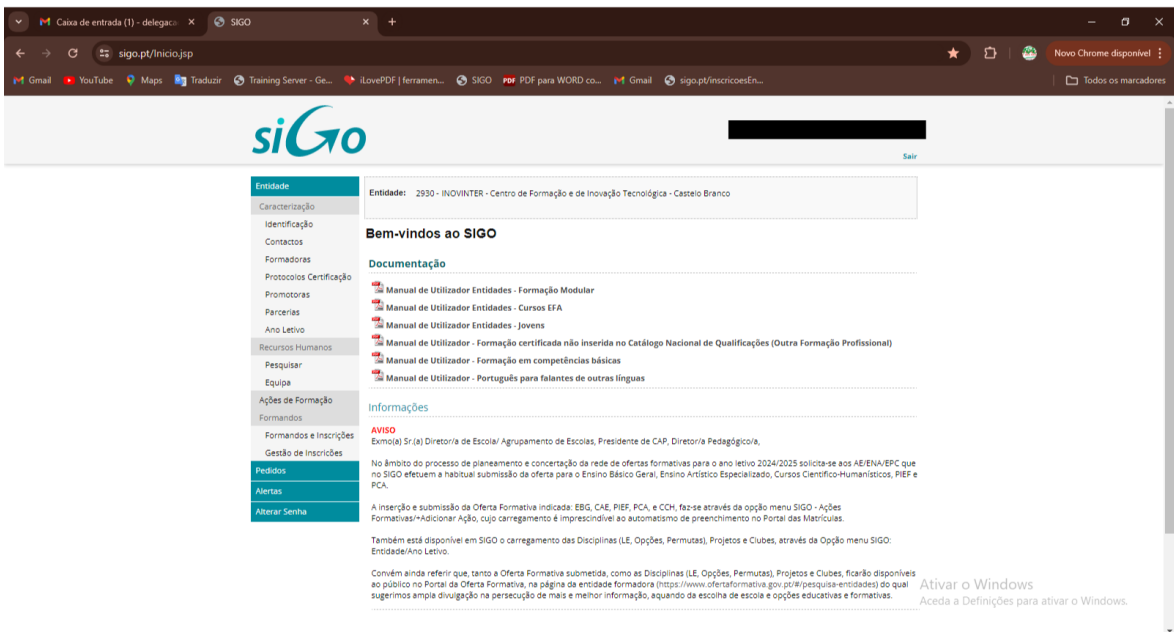 Caixa de entrada (1) - delegaca
SIGO
sigo.pt/Inicio.jsp
Novo Chrome disponível
Gmail
YouTube
Maps
Traduzir
Training Server - Ge...
iLovePDF | ferramen...
SIGO
PDF para WORD co...
Gmail
sigo.pt/inscricoesEn...
Todos os marcadores
siGo
Sair
Entidade
Caracterização
Identificação
Contactos
Formadoras
Protocolos Certificação
Promotoras
Parcerias
Ano Letivo
Recursos Humanos
Pesquisar
Equipa
Ações de Formação
Formandos
Formandos e Inscrições
Gestão de Inscrições
Pedidos
Alertas
Alterar Senha
Entidade: 2930 - INOVINTER - Centro de Formação e de Inovação Tecnológica - Castelo Branco
Bem-vindos ao SIGO
Documentação
Manual de Utilizador Entidades - Formação Modular
Manual de Utilizador Entidades - Cursos EFA
Manual de Utilizador Entidades - Jovens
Manual de Utilizador - Formação certificada não inserida no Catálogo Nacional de Qualificações (Outra Formação Profissional)
Manual de Utilizador - Formação em competências básicas
Manual de Utilizador - Português para falantes de outras línguas
Informações
AVISO
Exmo(a) Sr.(a) Diretor/a de Escola/ Agrupamento de Escolas, Presidente de CAP, Diretor/a Pedagógico/a,
No âmbito do processo de planeamento e concertação da rede de ofertas formativas para o ano letivo 2024/2025 solicita-se aos AE/ENA/EPC que
no SIGO efetuem a habitual submissão da oferta para o Ensino Básico Geral, Ensino Artístico Especializado, Cursos Científico-Humanísticos, PIEF e
PCA.
A inserção e submissão da Oferta Formativa indicada: EBG, CAE, PIEF, PCA, e CCH, faz-se através da opção menu SIGO - Ações
Formativas/+Adicionar Ação, cujo carregamento é imprescindível ao automatismo de preenchimento no Portal das Matrículas.
Também está disponível em SIGO o carregamento das Disciplinas (LE, Opções, Permutas), Projetos e Clubes, através da Opção menu SIGO:
Entidade/Ano Letivo.
Convém ainda referir que, tanto a Oferta Formativa submetida, como as Disciplinas (LE, Opções, Permutas), Projetos e Clubes, ficarão disponíveis
ao público no Portal da Oferta Formativa, na página da entidade formadora (https://www.ofertaformativa.gov.pt/#/pesquisa-entidades) do qual
sugerimos ampla divulgação na persecução de mais e melhor informação, aquando da escolha de escola e opções educativas e formativas.
Ativar o Windows
Aceda a Definições para ativar o Windows.